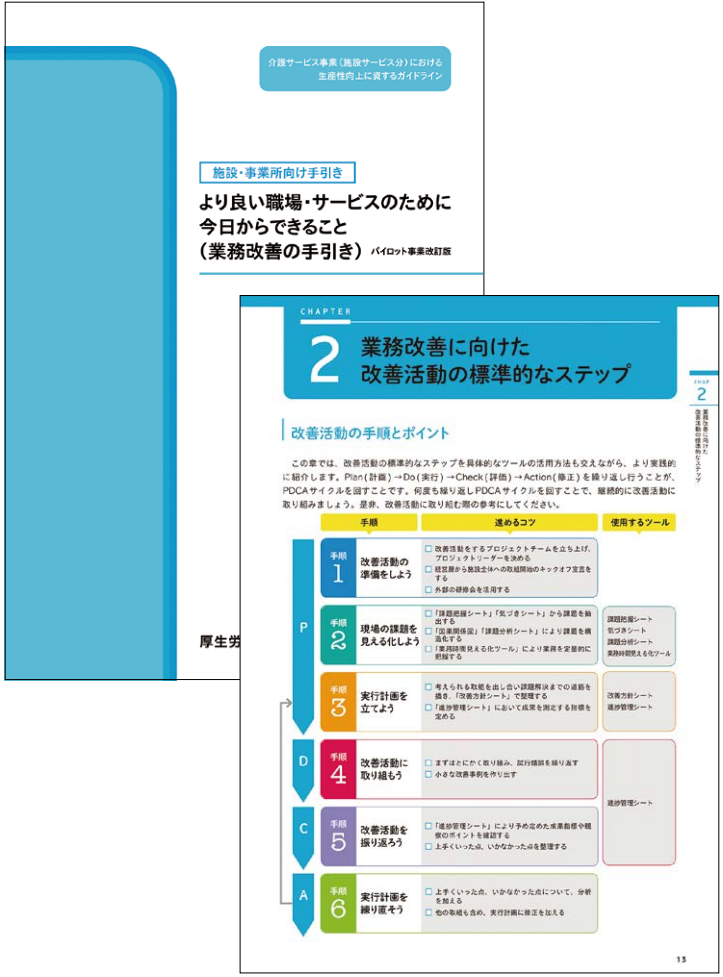 介護サービス事業(施設サービス分)における
生産性向上に資するガイドライン
施設・事業所向け手引き
より良い職場・サービスのために
今日からできること
(業務改善の手引き) パイロット事業改訂版
厚生労
CHAPTER
2
業務改善に向けた
改善活動の標準的なステップ
CHAP
2
業務改善に向けた
改善活動の標準的なステップ
改善活動の手順とポイント
この章では、改善活動の標準的なステップを具体的なツールの活用方法も交えながら、より実践的
に紹介します。Plan(計画)→Do(実行)→Check(評価)→Action(修正)を繰り返し行うことが、
PDCAサイクルを回すことです。何度も繰り返しPDCAサイクルを回すことで、継続的に改善活動に
取り組みましょう。是非、改善活動に取り組む際の参考にしてください。
手順 進めるコツ 使用するツール
P
手順
1
改善活動の
準備をしよう
□ 改善活動をするプロジェクトチームを立ち上げ、
プロジェクトリーダーを決める
□ 経営層から施設全体への取組開始のキックオフ宣言を
する
□ 外部の研修会を活用する
手順
2
現場の課題を
見える化しよう
□ 「課題把握シート」「気づきシート」から課題を抽
出する
□ 「因果関係図」「課題分析シート」により課題を構
造化する
□ 「業務時間見える化ツール」により業務を定量的に
把握する
課題把握シート
気づきシート
課題分析シート
業務時間見える化ツール
手順
3
実行計画を
立てよう
□ 考えられる取組を出し合い課題解決までの道筋を
描き、「改善方針シート」で整理する
□ 「進捗管理シート」において成果を測定する指標を
定める
改善方針シート
進捗管理シート
D
手順
4
改善活動に
取り組もう
□ まずはとにかく取り組み、試行錯誤を繰り返す
□ 小さな改善事例を作り出す
進捗管理シート
C
手順
5
改善活動を
振り返ろう
□ 「進捗管理シート」により予め定めた成果指標や観
察のポイントを確認する
□ 上手くいった点、いかなかった点を整理する
A
手順
6
実行計画を
練り直そう
□ 上手くいった点、いかなかった点について、分析
を加える
□ 他の取組も含め、実行計画に修正を加える
13